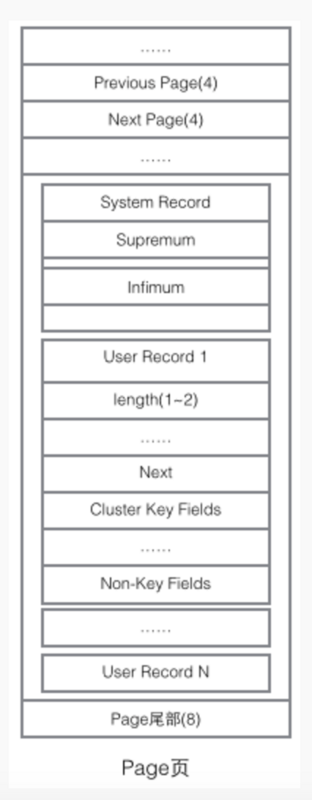 ......
Previous Page(4)
Next Page(4)
......
System Record
Supremum
Infimum
User Record 1
length(1~2)
......
Next
Cluster Key Fields
......
Non-Key Fields
......
User Record N
Page尾部(8)
Page页